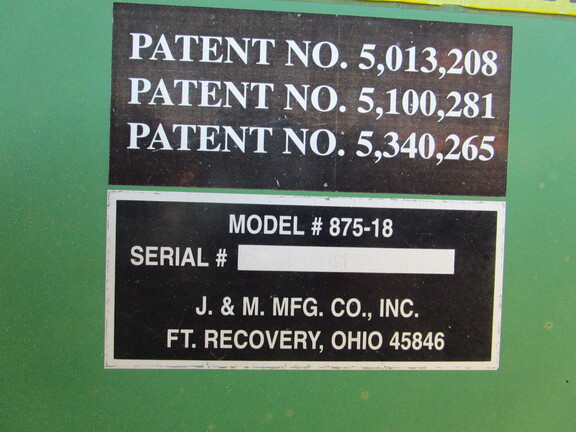 PATENT NO. 5,013,208
PATENT NO. 5,100,281
PATENT NO. 5,340,265
MODEL # 875-18
SERIAL #
J. & M. MFG. CO., INC.
FT. RECOVERY, OHIO 45846